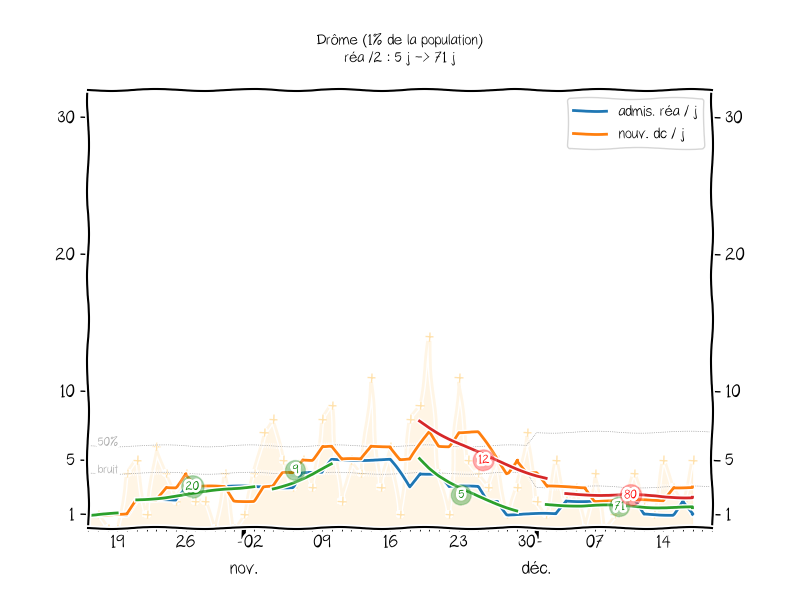 Drôme (1% de la population)
réa /2 : 5 j -> 71 j
admis. réa / j
nouv. dc / j
30
30
20
20
10
10
50%
5
5
bruit
1
1
20
9
12
5
80
71
19 26 02 09 16 23 30 07 14
nov. déc.